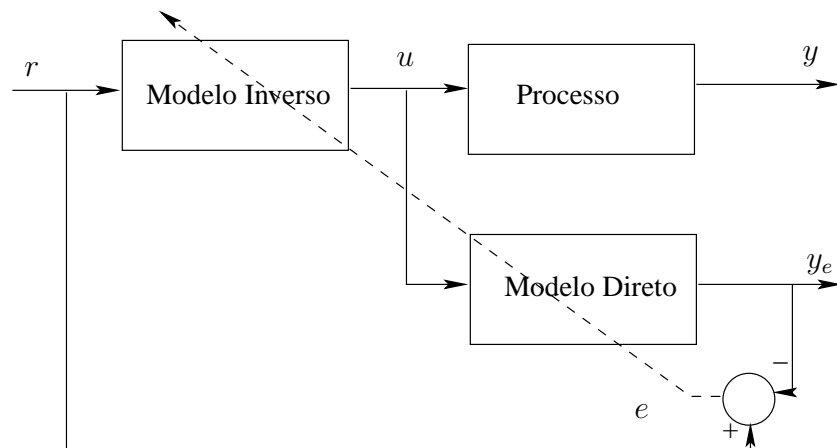 r
Modelo Inverso
u
Processo
y
Modelo Direto
y_e
−
e
+